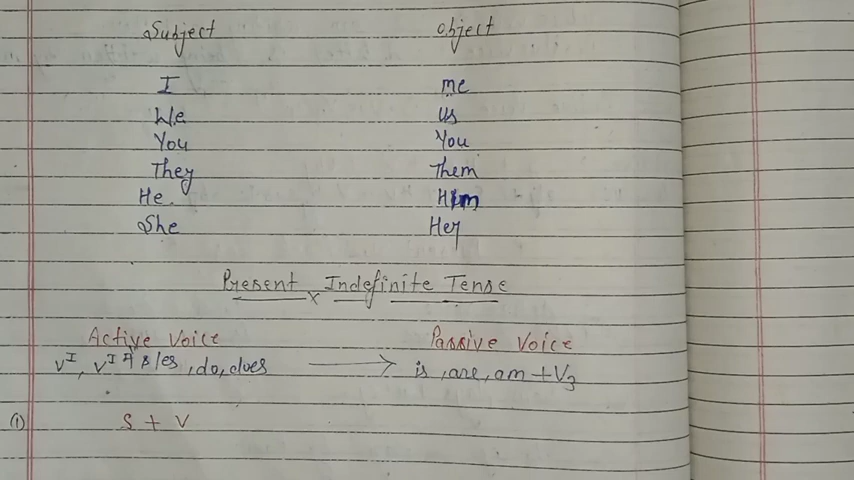 Subject Object
I me
We us
You You
They Them
He Him
She Her
Present Indefinite Tense
Active Voice Passive Voice
V¹, V¹ + s/es, do, does → is, are, am + V₃
(1) S + V